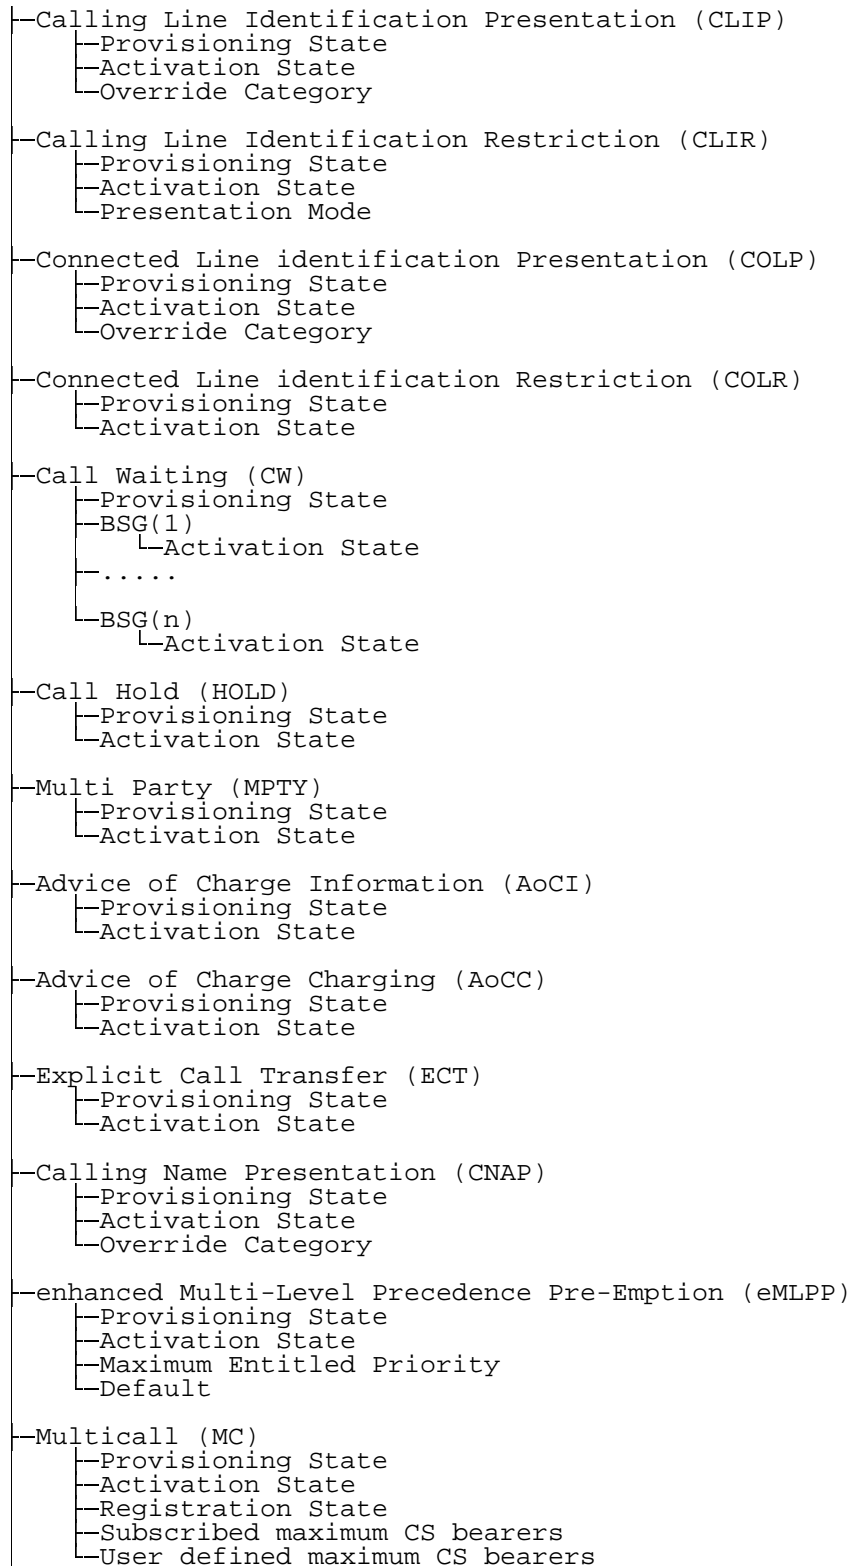 Calling Line Identification Presentation (CLIP)
Provisioning State
Activation State
Override Category
Calling Line Identification Restriction (CLIR)
Provisioning State
Activation State
Presentation Mode
Connected Line identification Presentation (COLP)
Provisioning State
Activation State
Override Category
Connected Line identification Restriction (COLR)
Provisioning State
Activation State
Call Waiting (CW)
Provisioning State
BSG(1)
Activation State
.....
BSG(n)
Activation State
Call Hold (HOLD)
Provisioning State
Activation State
Multi Party (MPTY)
Provisioning State
Activation State
Advice of Charge Information (AoCI)
Provisioning State
Activation State
Advice of Charge Charging (AoCC)
Provisioning State
Activation State
Explicit Call Transfer (ECT)
Provisioning State
Activation State
Calling Name Presentation (CNAP)
Provisioning State
Activation State
Override Category
enhanced Multi-Level Precedence Pre-Emption (eMLPP)
Provisioning State
Activation State
Maximum Entitled Priority
Default
Multicall (MC)
Provisioning State
Activation State
Registration State
Subscribed maximum CS bearers
User defined maximum CS bearers